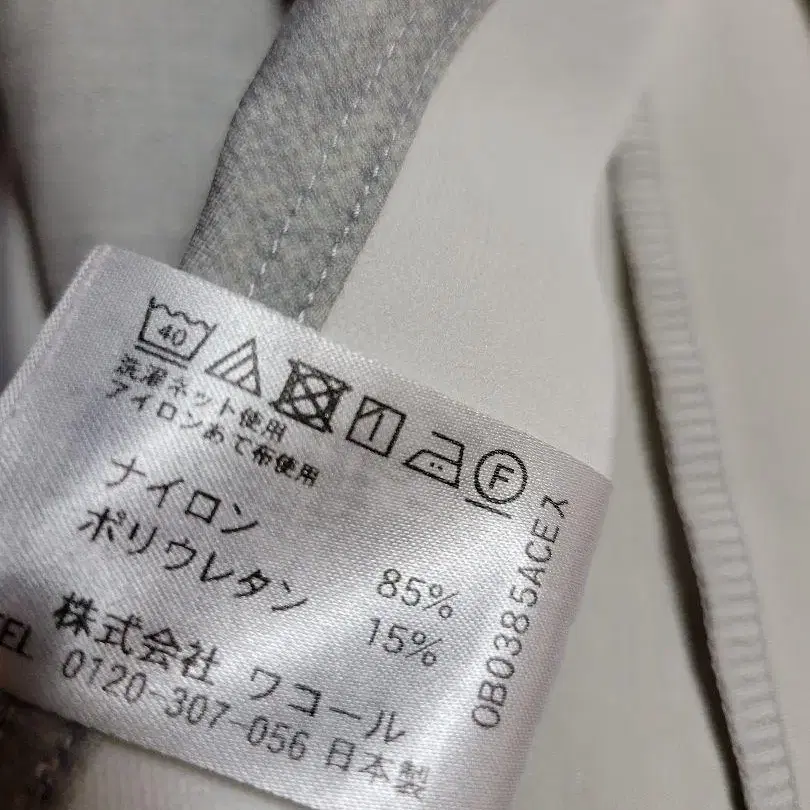 40
F
洗濯ネット使用
アイロンあて布使用
ナイロン 85%
ポリウレタン 15%
株式会社 ワコール
TEL 0120-307-056 日本製
OB0385ACEス